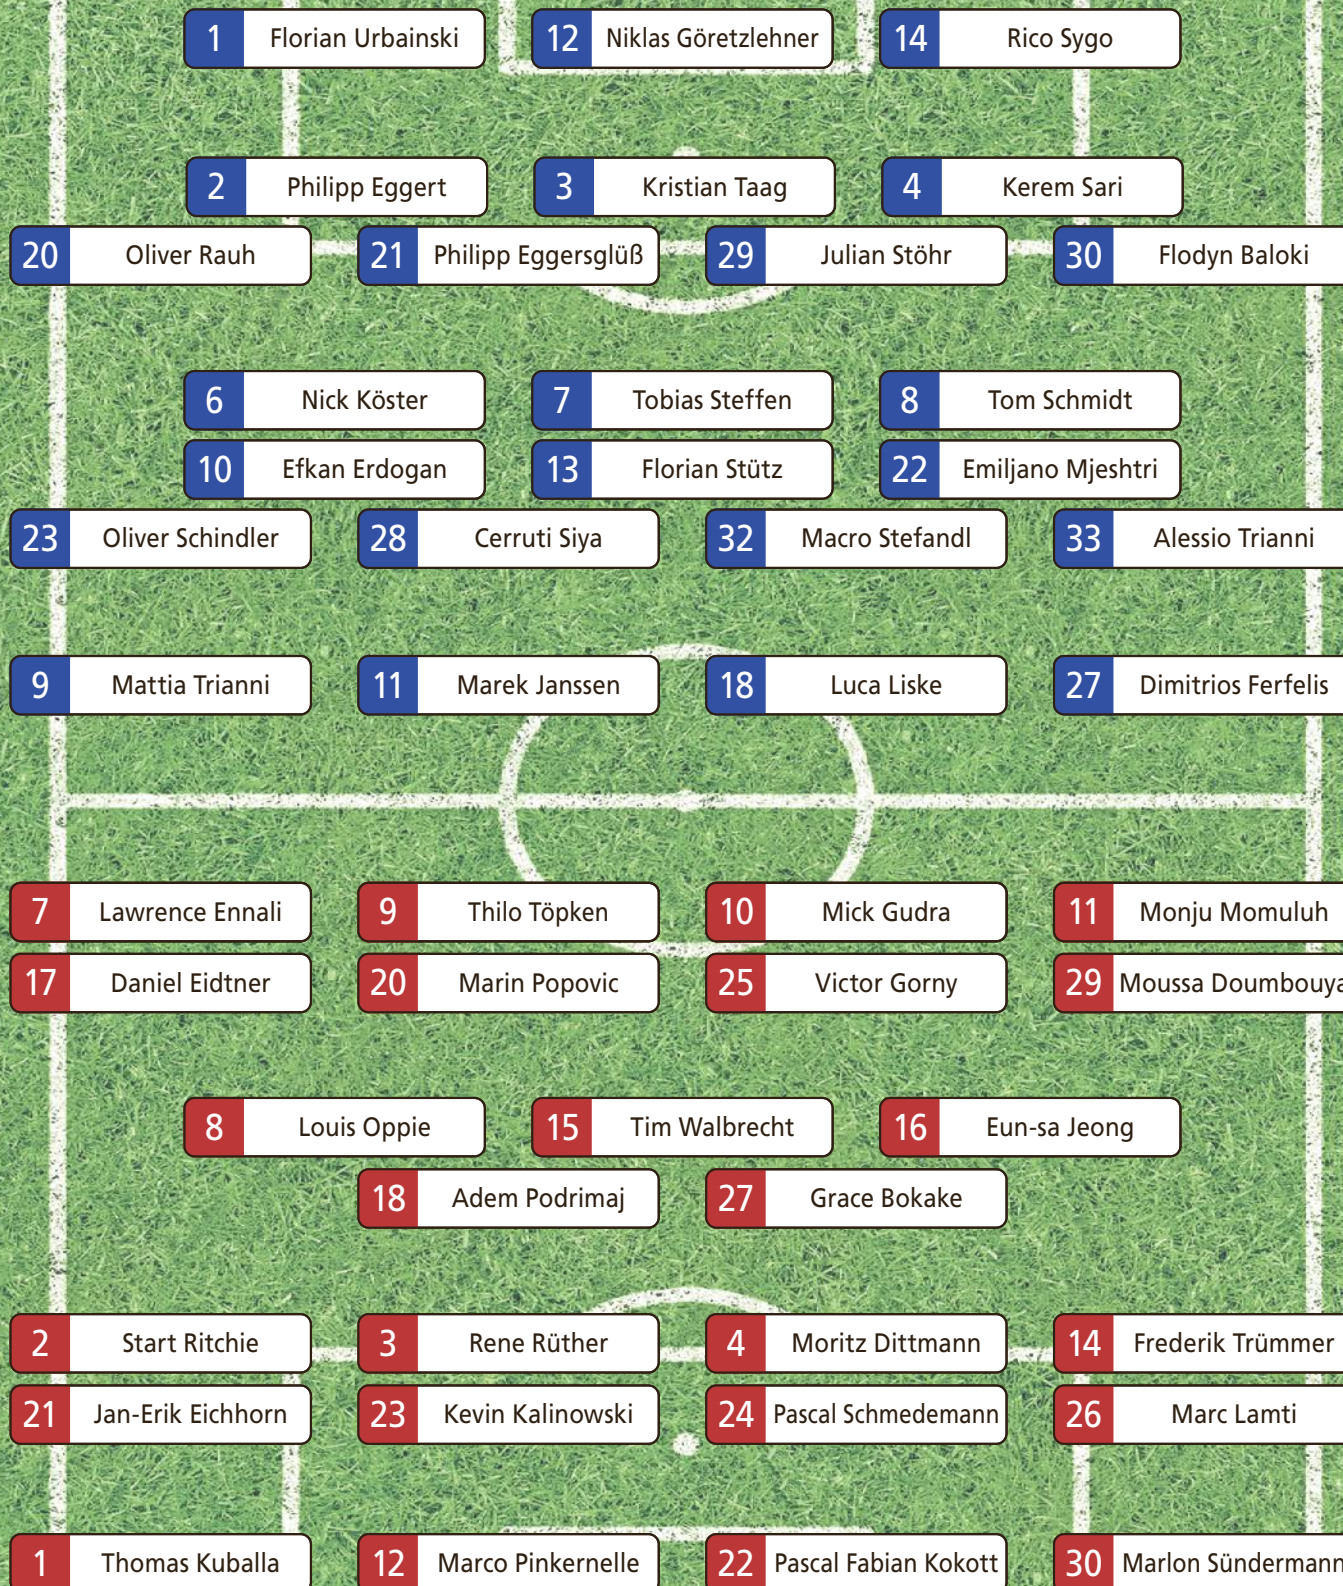 1 Florian Urbainski 12 Niklas Göretzlehner 14 Rico Sygo
2 Philipp Eggert 3 Kristian Taag 4 Kerem Sari
20 Oliver Rauh 21 Philipp Eggersglüß 29 Julian Stöhr 30 Flodyn Baloki
6 Nick Köster 7 Tobias Steffen 8 Tom Schmidt
10 Efkan Erdogan 13 Florian Stütz 22 Emiljano Mjeshtri
23 Oliver Schindler 28 Cerruti Siya 32 Macro Stefandl 33 Alessio Trianni
9 Mattia Trianni 11 Marek Janssen 18 Luca Liske 27 Dimitrios Ferfelis
7 Lawrence Ennali 9 Thilo Töpken 10 Mick Gudra 11 Monju Momuluh
17 Daniel Eidtner 20 Marin Popovic 25 Victor Gorny 29 Moussa Doumbouya
8 Louis Oppie 15 Tim Walbrecht 16 Eun-sa Jeong
18 Adem Podrimaj 27 Grace Bokake
2 Start Ritchie 3 Rene Rüther 4 Moritz Dittmann 14 Frederik Trümmer
21 Jan-Erik Eichhorn 23 Kevin Kalinowski 24 Pascal Schmedemann 26 Marc Lamti
1 Thomas Kuballa 12 Marco Pinkernelle 22 Pascal Fabian Kokott 30 Marlon Sündermann